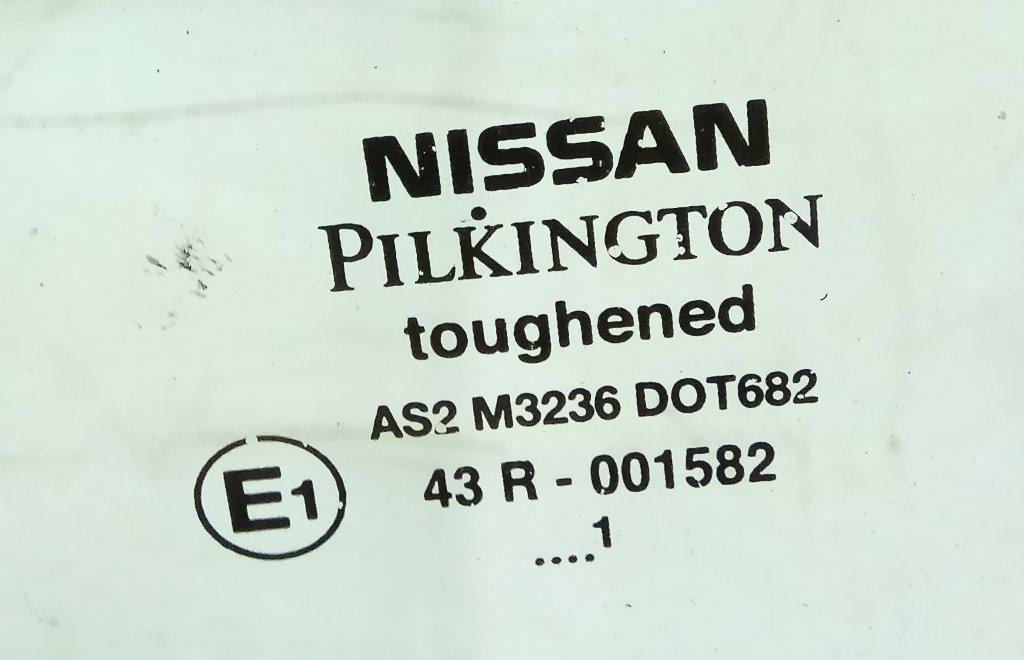 NISSAN
PILKINGTON
toughened
AS2 M3236 DOT682
E1 43 R - 001582
....1